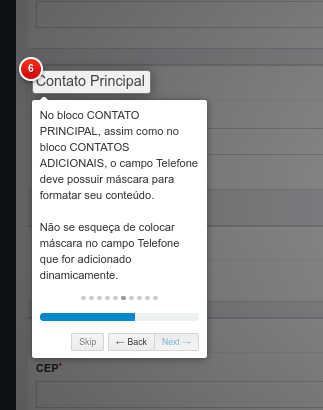 6
Contato Principal
No bloco CONTATO
PRINCIPAL, assim como no
bloco CONTATOS
ADICIONAIS, o campo Telefone
deve possuir máscara para
formatar seu conteúdo.
Não se esqueça de colocar
máscara no campo Telefone
que for adicionado
dinamicamente.
Skip
← Back
Next →
CEP*